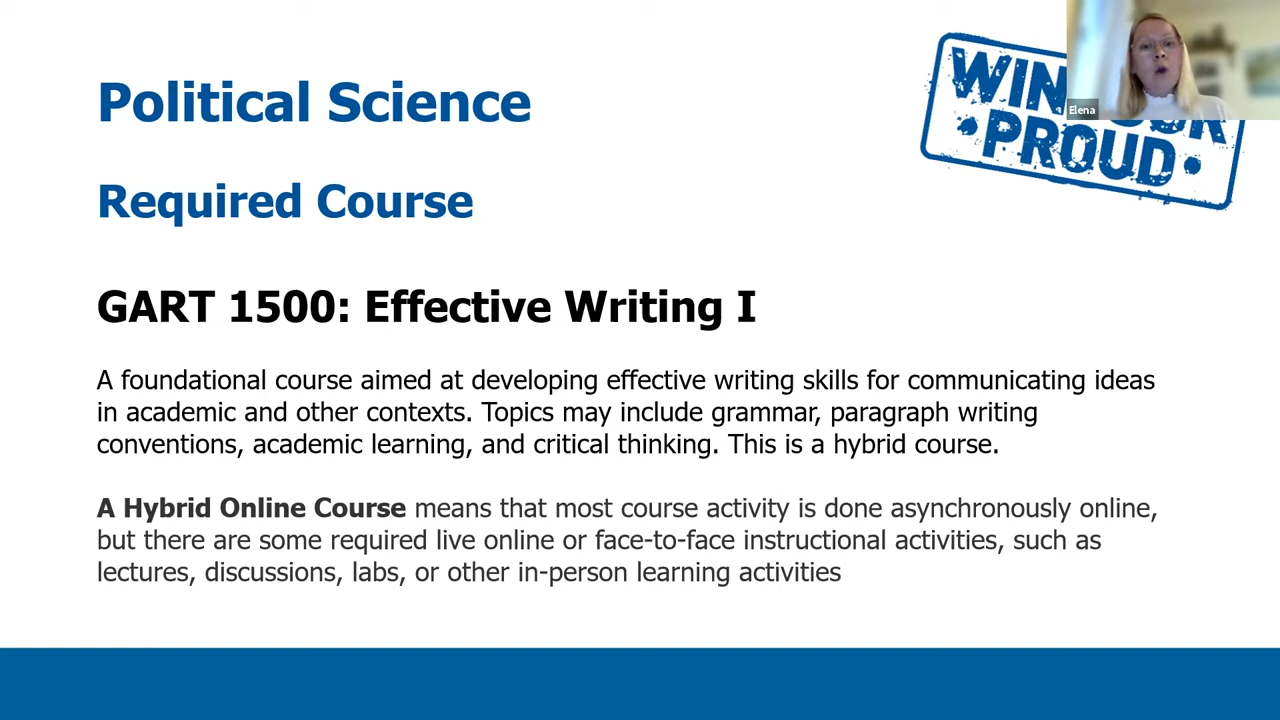 Political Science
Required Course
GART 1500: Effective Writing I
A foundational course aimed at developing effective writing skills for communicating ideas
in academic and other contexts. Topics may include grammar, paragraph writing
conventions, academic learning, and critical thinking. This is a hybrid course.
A Hybrid Online Course means that most course activity is done asynchronously online,
but there are some required live online or face-to-face instructional activities, such as
lectures, discussions, labs, or other in-person learning activities
•PROUD•
Elena